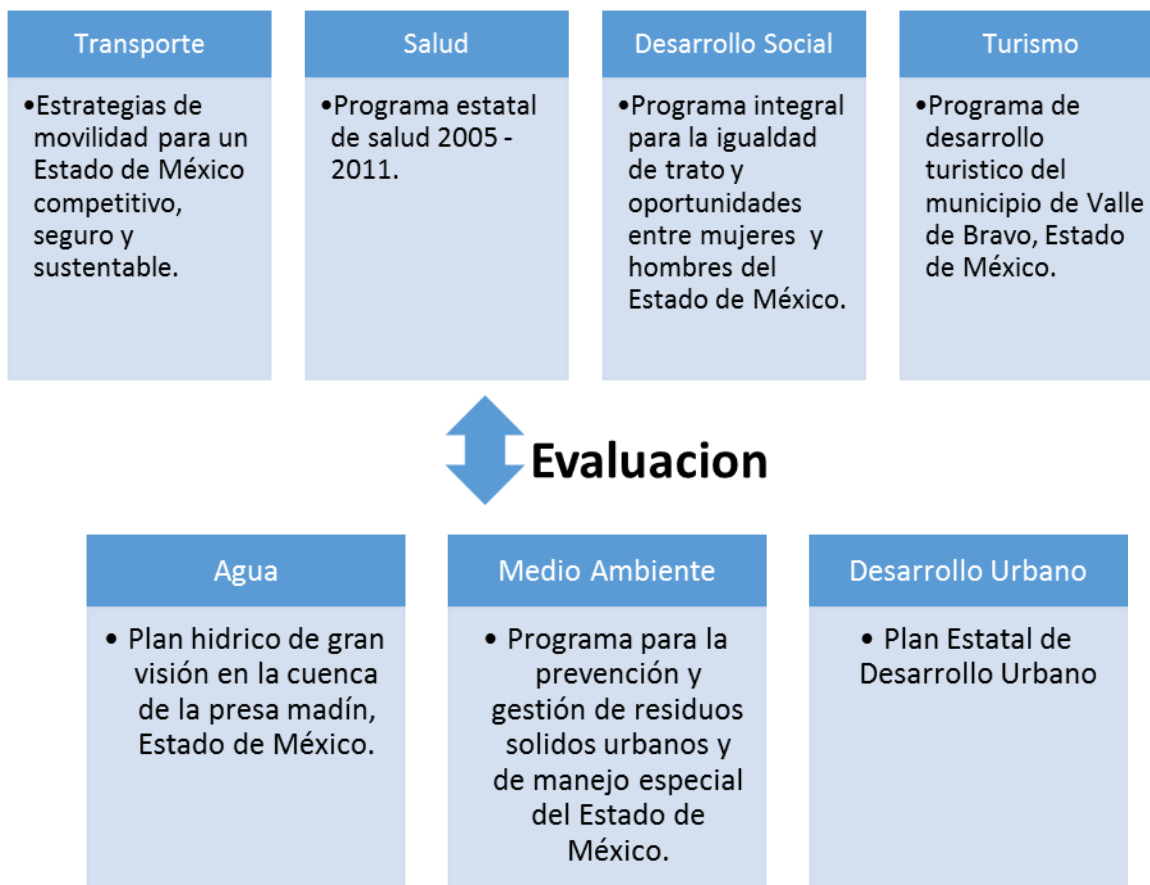 Transporte
•Estrategias de
movilidad para un
Estado de México
competitivo,
seguro y
sustentable.
Salud
•Programa estatal
de salud 2005 -
2011.
Desarrollo Social
•Programa integral
para la igualdad
de trato y
oportunidades
entre mujeres y
hombres del
Estado de México.
Turismo
•Programa de
desarrollo
turistico del
municipio de Valle
de Bravo, Estado
de México.
Evaluacion
Agua
• Plan hidrico de gran
visión en la cuenca
de la presa madín,
Estado de México.
Medio Ambiente
• Programa para la
prevención y
gestión de residuos
solidos urbanos y
de manejo especial
del Estado de
México.
Desarrollo Urbano
• Plan Estatal de
Desarrollo Urbano